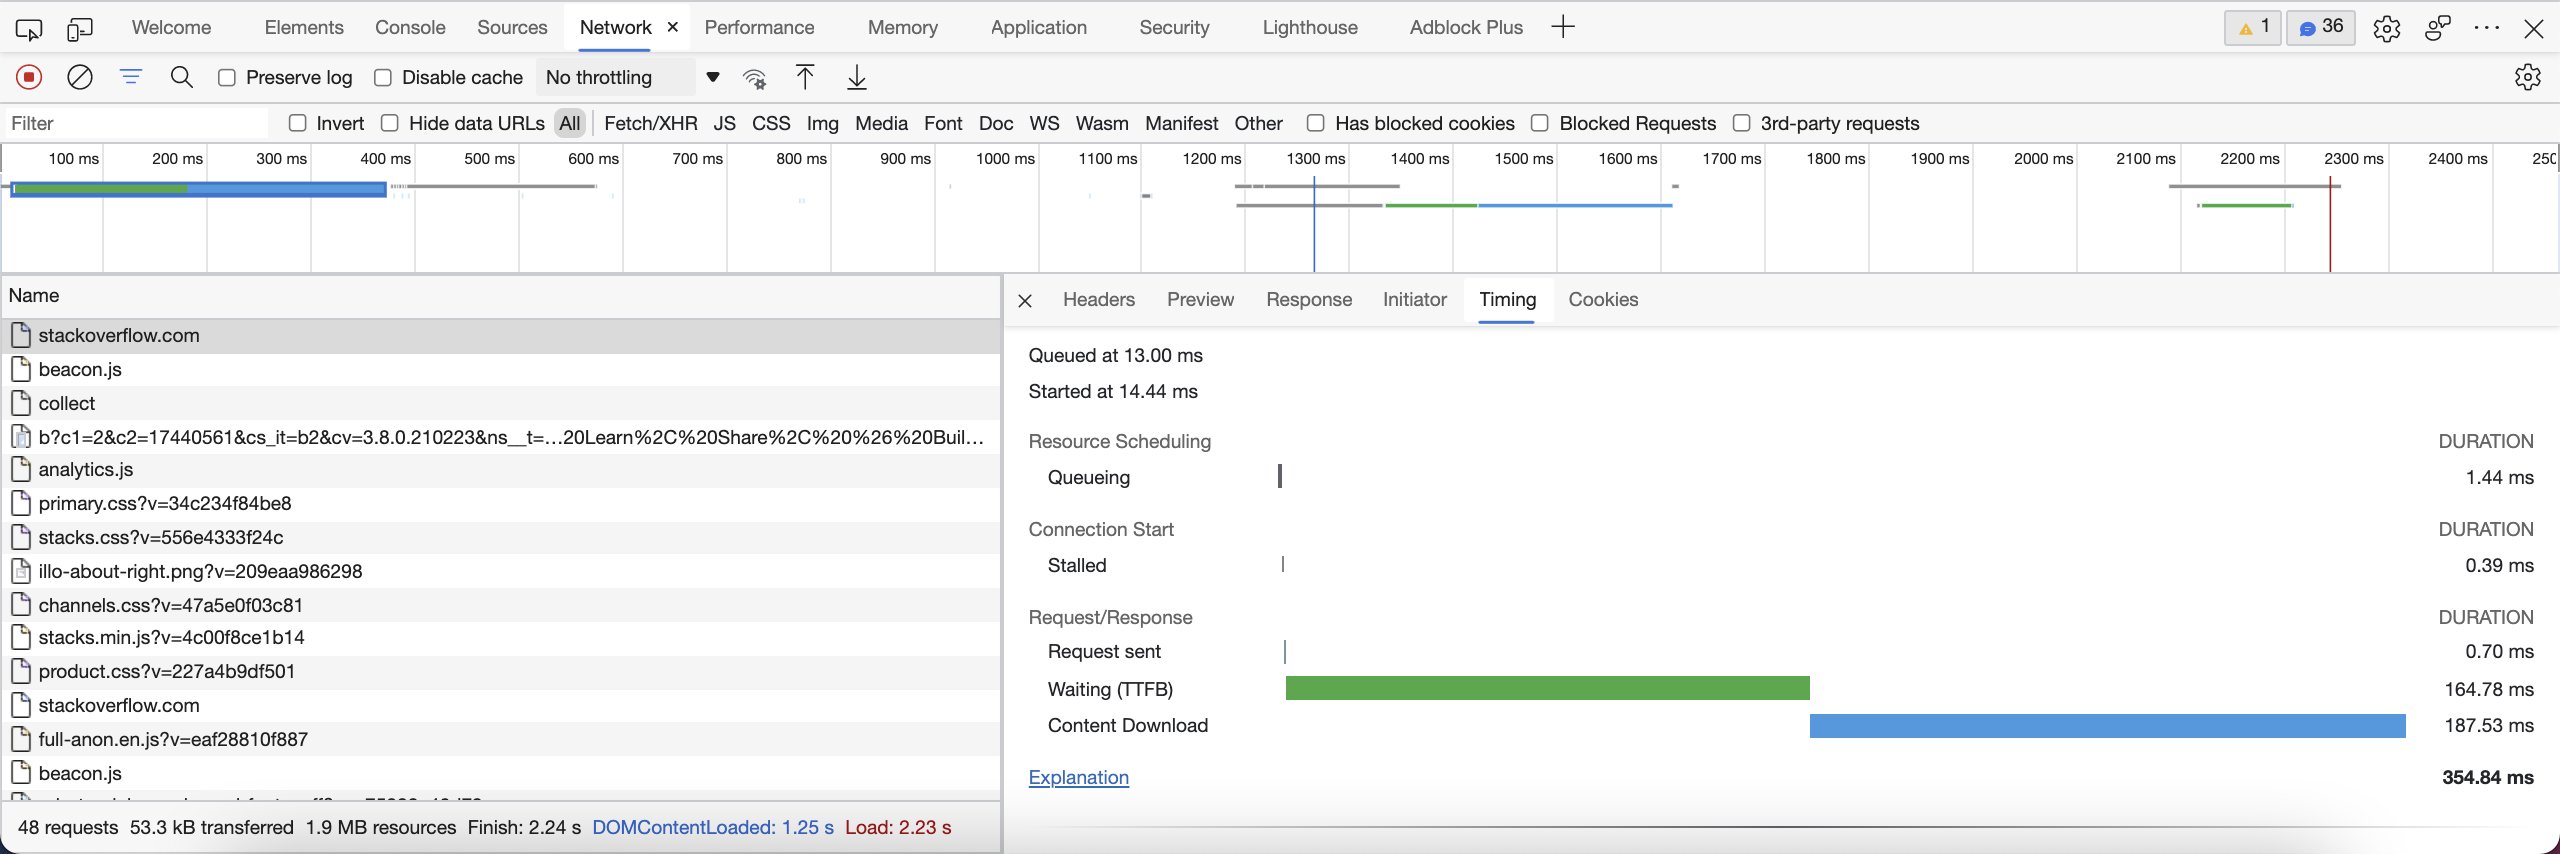 Welcome Elements Console Sources Network × Performance Memory Application Security Lighthouse Adblock Plus 1 36
Preserve log Disable cache No throttling
Filter Invert Hide data URLs All Fetch/XHR JS CSS Img Media Font Doc WS Wasm Manifest Other Has blocked cookies Blocked Requests 3rd-party requests
100 ms 200 ms 300 ms 400 ms 500 ms 600 ms 700 ms 800 ms 900 ms 1000 ms 1100 ms 1200 ms 1300 ms 1400 ms 1500 ms 1600 ms 1700 ms 1800 ms 1900 ms 2000 ms 2100 ms 2200 ms 2300 ms 2400 ms
Name
stackoverflow.com
beacon.js
collect
b?c1=2&c2=17440561&cs_it=b2&cv=3.8.0.210223&ns__t=...20Learn%2C%20Share%2C%20%26%20Buil...
analytics.js
primary.css?v=34c234f84be8
stacks.css?v=556e4333f24c
illo-about-right.png?v=209eaa986298
channels.css?v=47a5e0f03c81
stacks.min.js?v=4c00f8ce1b14
product.css?v=227a4b9df501
stackoverflow.com
full-anon.en.js?v=eaf28810f887
beacon.js
48 requests 53.3 kB transferred 1.9 MB resources Finish: 2.24 s DOMContentLoaded: 1.25 s Load: 2.23 s
Headers Preview Response Initiator Timing Cookies
Queued at 13.00 ms
Started at 14.44 ms
Resource Scheduling DURATION
Queueing 1.44 ms
Connection Start DURATION
Stalled 0.39 ms
Request/Response DURATION
Request sent 0.70 ms
Waiting (TTFB) 164.78 ms
Content Download 187.53 ms
Explanation 354.84 ms